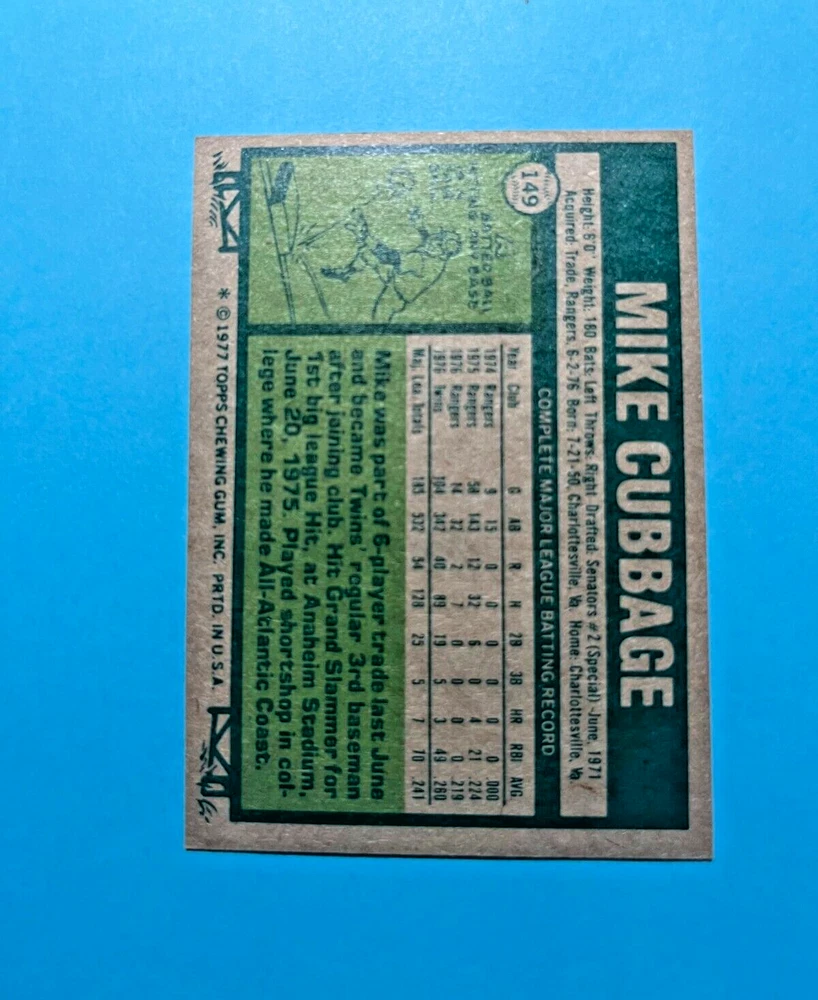 MIKE CUBBAGE
149
Height: 6'0" Weight: 180 Bats: Left Throws: Right Drafted: Senators #2 (Special)-June, 1971
Acquired: Trade, Rangers, 6-2-76 Born: 7-21-50, Charlottesville, Va. Home: Charlottesville, Va
COMPLETE MAJOR LEAGUE BATTING RECORD
Year Club G AB R H 2B 3B HR RBI AVG
1974 Rangers 9 15 0 0 0 0 0 0 .000
1975 Rangers 58 143 12 32 6 0 4 21 .224
1976 Rangers 14 32 2 7 0 0 0 0 .219
1976 Twins 104 342 40 89 19 5 3 49 .260
Maj. Lea. Totals 185 532 54 128 25 5 7 70 .241
Mike was part of 6-player trade last June
and became Twins' regular 3rd baseman
after joining club. Hit Grand Slammer for
1st big league Hit, at Anaheim Stadium,
June 20, 1975. Played shortshop in col-
lege where he made All-Atlantic Coast.
* © 1977 TOPPS CHEWING GUM, INC. PRTD. IN U.S.A.